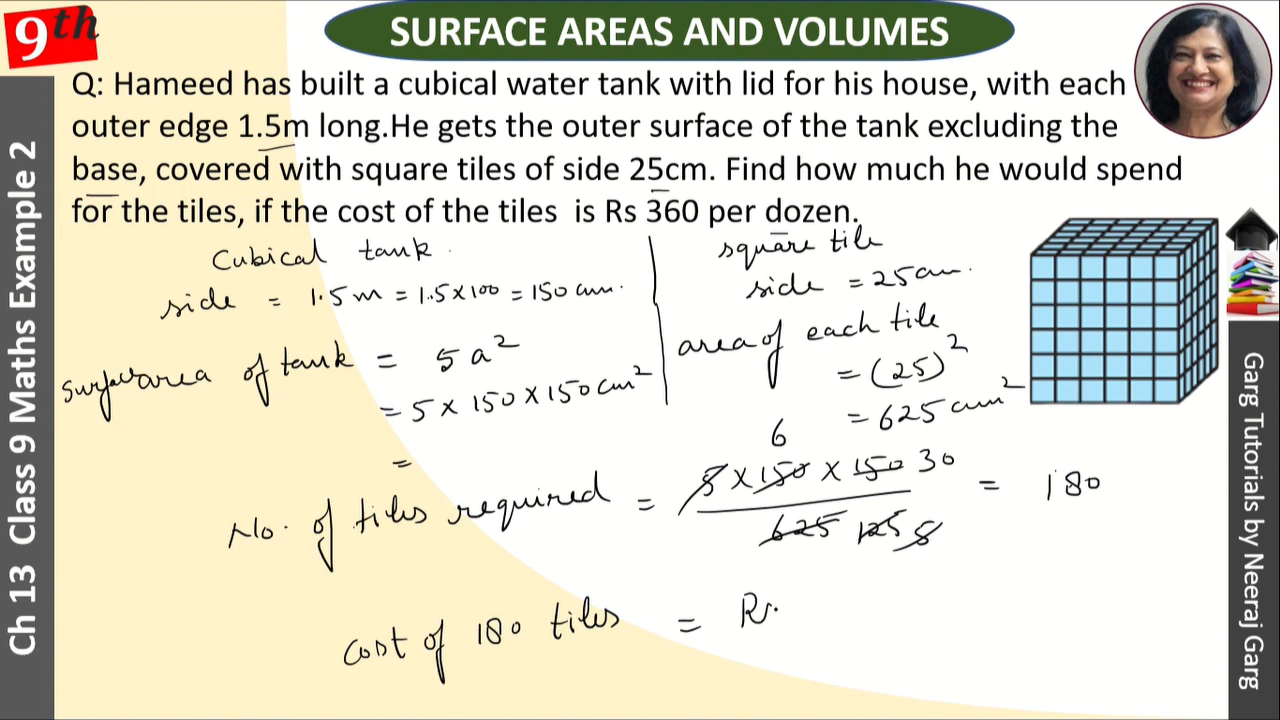 9th
SURFACE AREAS AND VOLUMES
Q: Hameed has built a cubical water tank with lid for his house, with each
outer edge 1.5m long.He gets the outer surface of the tank excluding the
base, covered with square tiles of side 25cm. Find how much he would spend
for the tiles, if the cost of the tiles is Rs 360 per dozen.
Cubical tank.
side = 1.5m = 1.5×100 = 150 cm.
Surface area of tank = 5a²
= 5 × 150 × 150 cm²
=
square tile
side = 25cm.
area of each tile
= (25)²
= 625 cm²
6
No. of tiles required = 5 × 150 × 150 30 = 180
625 125 5
Cost of 180 tiles = Rs.
Ch 13 Class 9 Maths Example 2
Garg Tutorials by Neeraj Garg